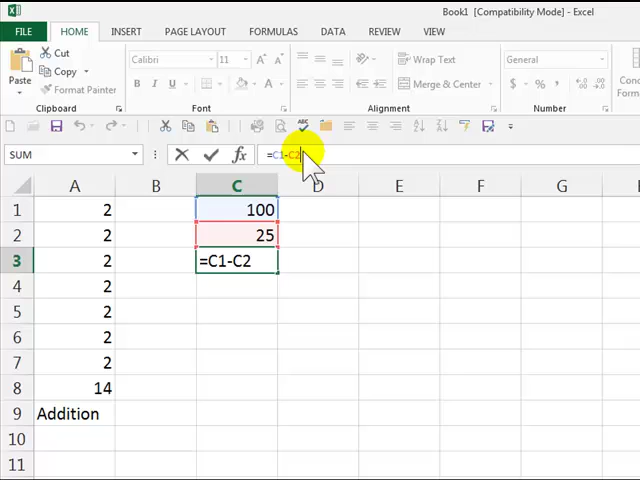 Book1 [Compatibility Mode] - Excel
FILE HOME INSERT PAGE LAYOUT FORMULAS DATA REVIEW VIEW
Cut
Copy
Format Painter
Paste
Clipboard
Calibri 11 A A
B I U A
Font
Wrap Text
Merge & Center
Alignment
General
$ % ,
Number
Conc
Form
ABC
SUM fx =C1-C2
A B C D E F G
1 2 100
2 2 25
3 2 =C1-C2
4 2
5 2
6 2
7 2
8 14
9 Addition
10
11